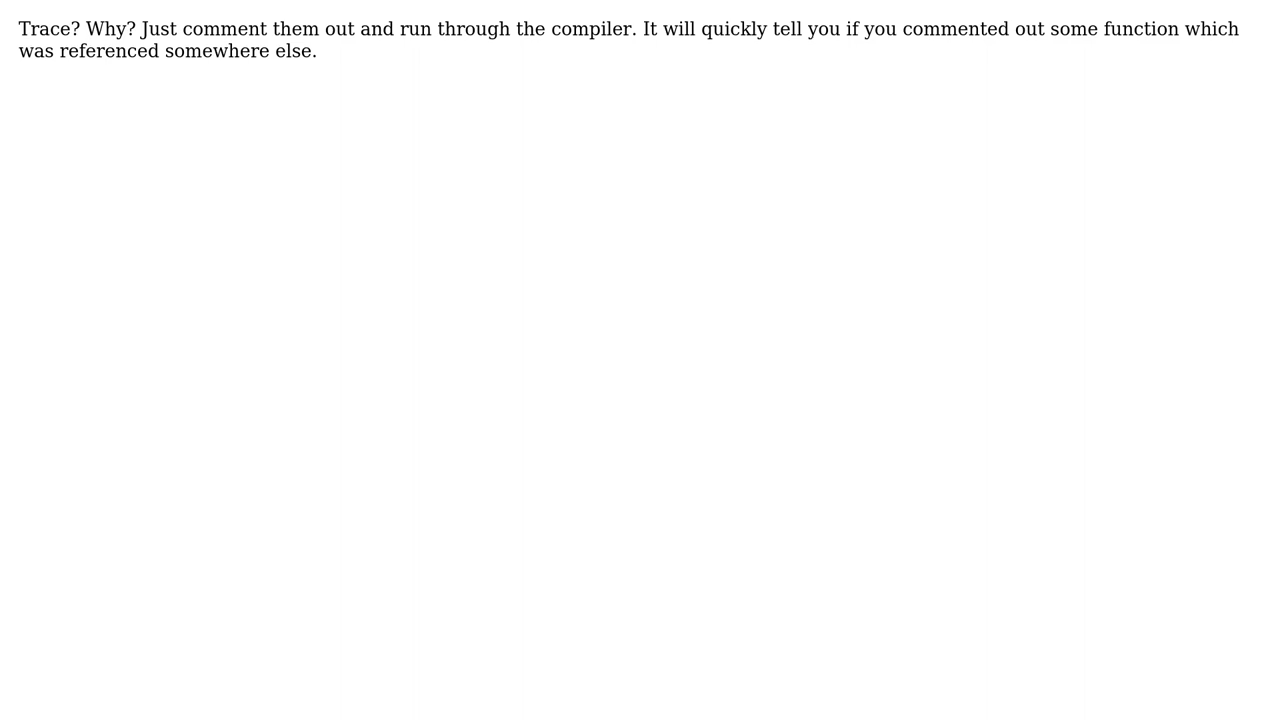 Trace? Why? Just comment them out and run through the compiler. It will quickly tell you if you commented out some function which
was referenced somewhere else.